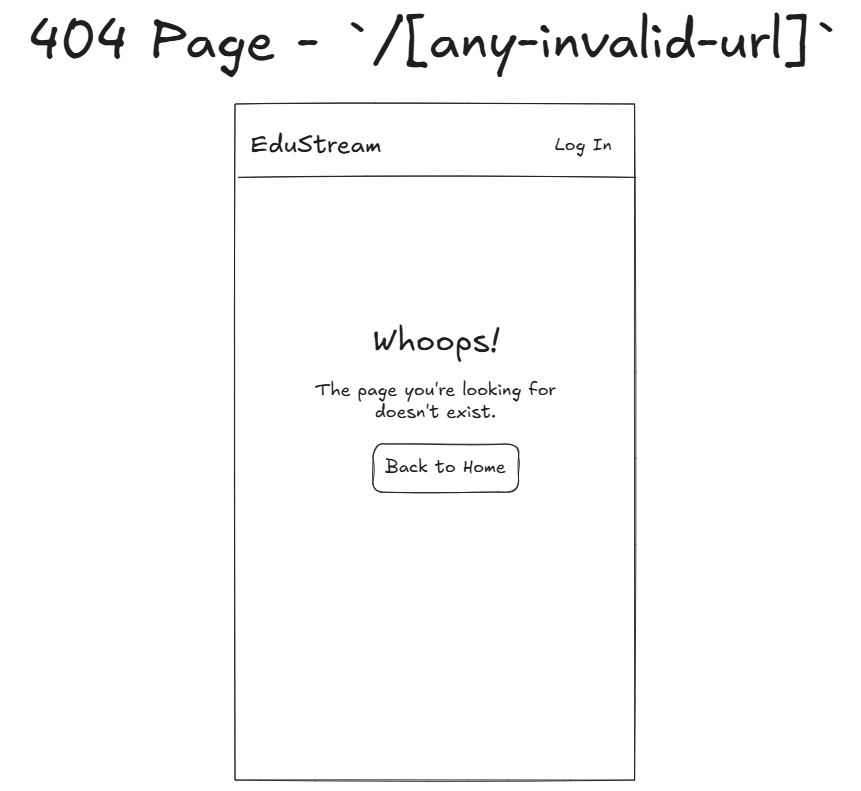 404 Page - `/[any-invalid-url]`
EduStream
Log In
Whoops!
The page you're looking for
doesn't exist.
Back to Home